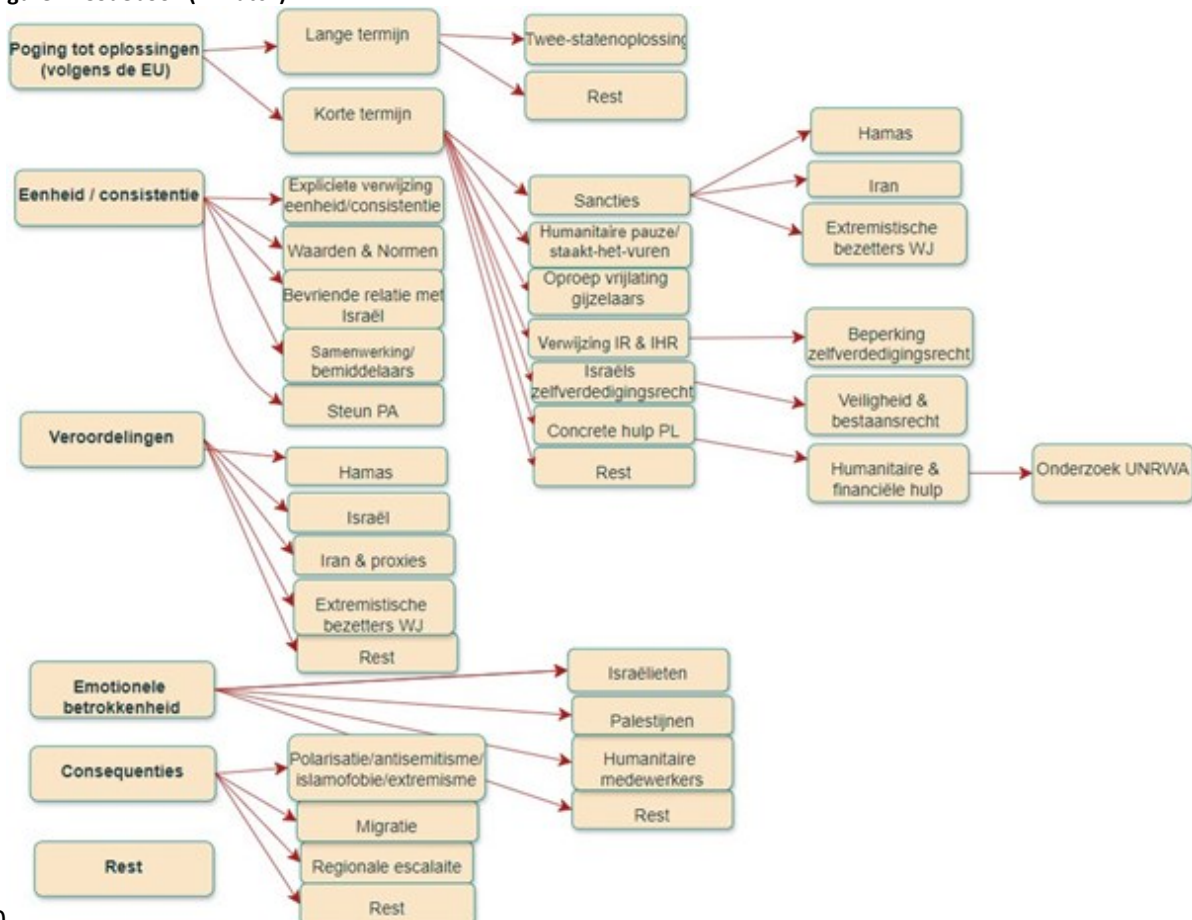 Poging tot oplossingen
(volgens de EU)
Lange termijn
Twee-statenoplossing
Rest
Korte termijn
Sancties
Hamas
Iran
Extremistische
bezetters WJ
Humanitaire pauze/
staakt-het-vuren
Oproep vrijlating
gijzelaars
Verwijzing IR & IHR
Beperking
zelfverdedigingsrecht
Israëls
zelfverdedigingsrecht
Veiligheid &
bestaansrecht
Concrete hulp PL
Humanitaire &
financiële hulp
Onderzoek UNRWA
Rest
Eenheid / consistentie
Expliciete verwijzing
eenheid/consistentie
Waarden & Normen
Bevriende relatie met
Israël
Samenwerking/
bemiddelaars
Steun PA
Veroordelingen
Hamas
Israël
Iran & proxies
Extremistische
bezetters WJ
Rest
Emotionele
betrokkenheid
Israëlieten
Palestijnen
Humanitaire
medewerkers
Rest
Consequenties
Polarisatie/antisemitisme/
islamofobie/extremisme
Migratie
Regionale escalaite
Rest
Rest